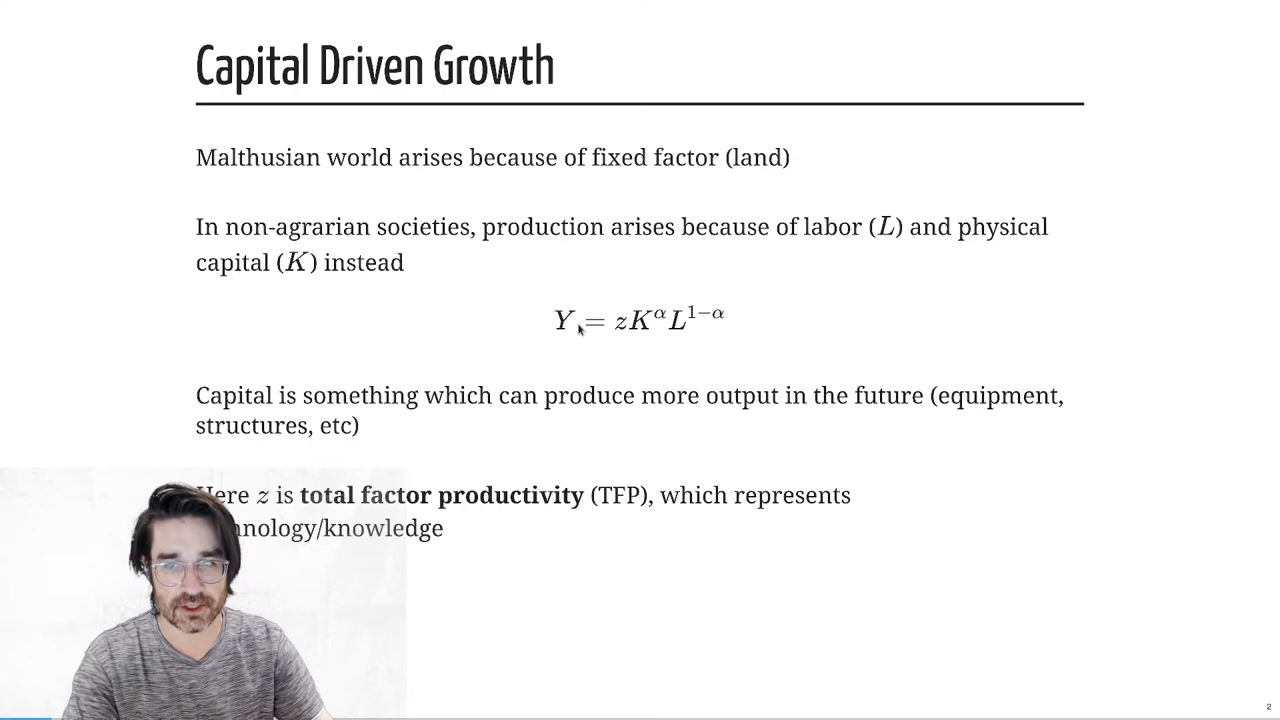 Capital Driven Growth
Malthusian world arises because of fixed factor (land)
In non-agrarian societies, production arises because of labor (L) and physical
capital (K) instead
Y = zK^α L^{1−α}
Capital is something which can produce more output in the future (equipment,
structures, etc)
Here z is total factor productivity (TFP), which represents
/knowledge
2